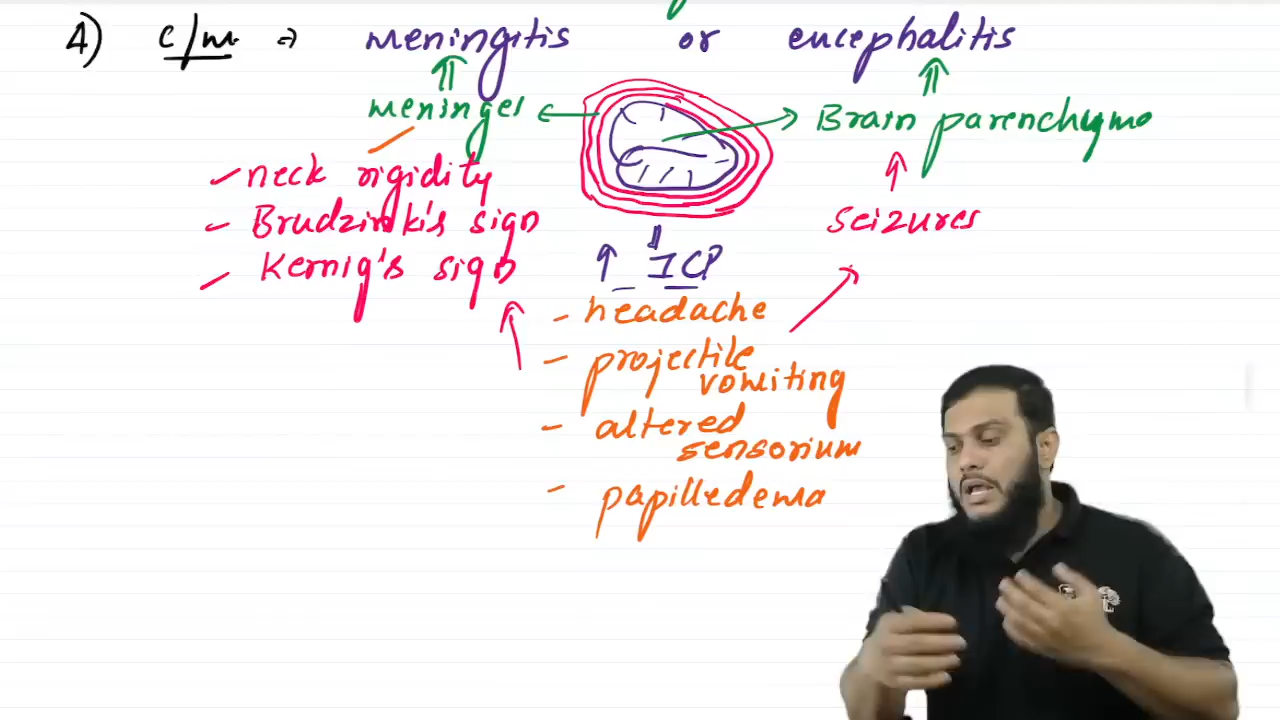 4) c/m → meningitis or encephalitis
meninges
Brain parenchyma
neck rigidity
Brudzinki's sign
Kernig's sign
seizures
↑ ICP
- headache
- projectile
vomiting
- altered
sensorium
- papilledema